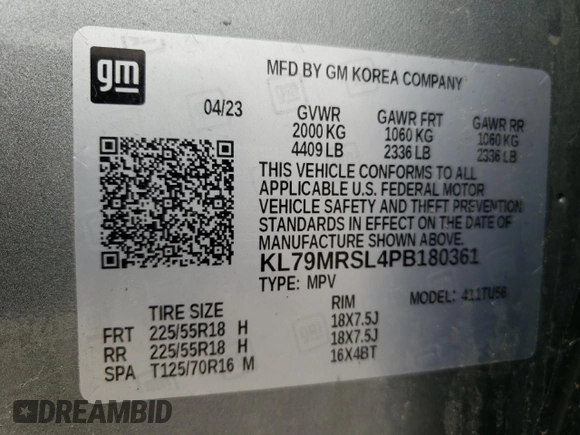 gm
MFD BY GM KOREA COMPANY
04/23 GVWR GAWR FRT GAWR RR
2000 KG 1060 KG 1060 KG
4409 LB 2336 LB 2336 LB
THIS VEHICLE CONFORMS TO ALL
APPLICABLE U.S. FEDERAL MOTOR
VEHICLE SAFETY AND THEFT PREVENTION
STANDARDS IN EFFECT ON THE DATE OF
MANUFACTURE SHOWN ABOVE.
KL79MRSL4PB180361
TYPE: MPV MODEL: 411TU56
TIRE SIZE RIM
FRT 225/55R18 H 18X7.5J
RR 225/55R18 H 18X7.5J
SPA T125/70R16 M 16X4BT
DREAMBID